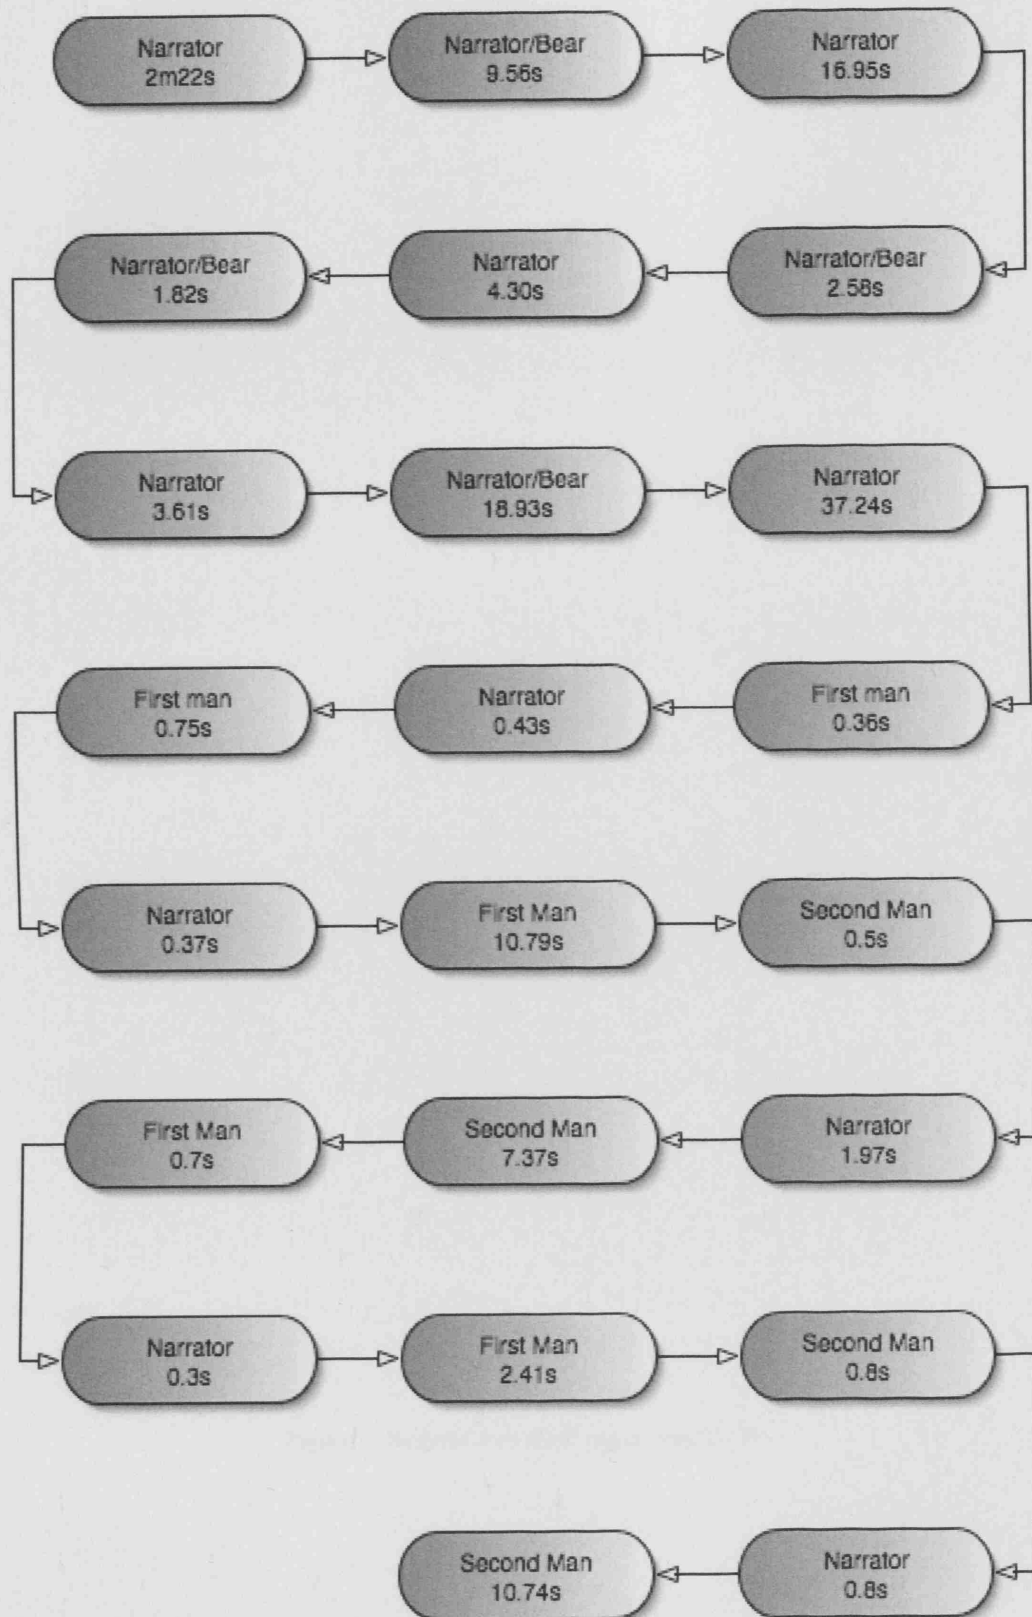 Narrator
2m22s
Narrator/Bear
9.56s
Narrator
16.95s
Narrator/Bear
2.58s
Narrator
4.30s
Narrator/Bear
1.82s
Narrator
3.61s
Narrator/Bear
18.93s
Narrator
37.24s
First man
0.36s
Narrator
0.43s
First man
0.75s
Narrator
0.37s
First Man
10.79s
Second Man
0.5s
Narrator
1.97s
Second Man
7.37s
First Man
0.7s
Narrator
0.3s
First Man
2.41s
Second Man
0.8s
Narrator
0.8s
Second Man
10.74s